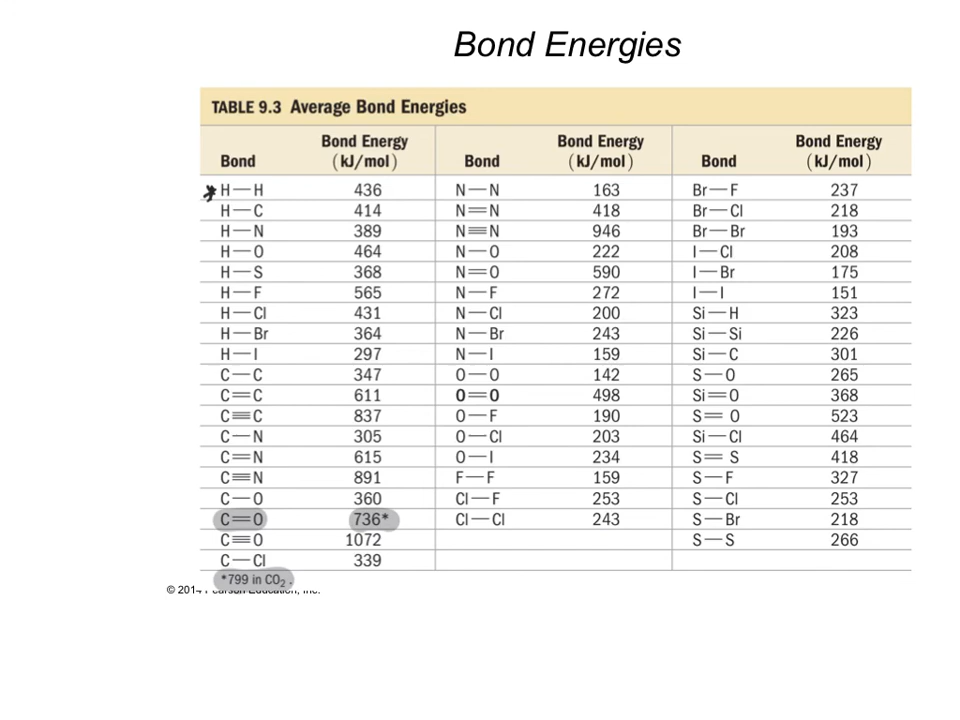 Bond Energies
TABLE 9.3 Average Bond Energies
Bond Bond Energy (kJ/mol) Bond Bond Energy (kJ/mol) Bond Bond Energy (kJ/mol)
H—H 436 N—N 163 Br—F 237
H—C 414 N=N 418 Br—Cl 218
H—N 389 N≡N 946 Br—Br 193
H—O 464 N—O 222 I—Cl 208
H—S 368 N=O 590 I—Br 175
H—F 565 N—F 272 I—I 151
H—Cl 431 N—Cl 200 Si—H 323
H—Br 364 N—Br 243 Si—Si 226
H—I 297 N—I 159 Si—C 301
C—C 347 O—O 142 S—O 265
C=C 611 O=O 498 Si=O 368
C≡C 837 O—F 190 S=O 523
C—N 305 O—Cl 203 Si—Cl 464
C=N 615 O—I 234 S=S 418
C≡N 891 F—F 159 S—F 327
C—O 360 Cl—F 253 S—Cl 253
C=O 736* Cl—Cl 243 S—Br 218
C≡O 1072 S—S 266
C—Cl 339
*799 in CO₂.
© 2014 Pearson Education, Inc.